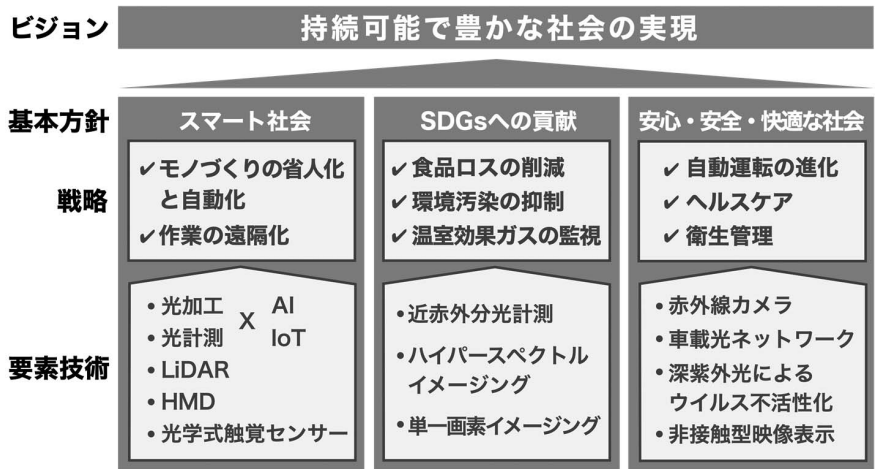 ビジョン
持続可能で豊かな社会の実現
基本方針
スマート社会
SDGsへの貢献
安心・安全・快適な社会
戦略
✓モノづくりの省人化
と自動化
✓作業の遠隔化
✓食品ロスの削減
✓環境汚染の抑制
✓温室効果ガスの監視
✓自動運転の進化
✓ヘルスケア
✓衛生管理
要素技術
•光加工
•光計測
X
AI
IoT
•LiDAR
•HMD
•光学式触覚センサー
•近赤外分光計測
•ハイパースペクトル
イメージング
•単一画素イメージング
•赤外線カメラ
•車載光ネットワーク
•深紫外光による
ウイルス不活性化
•非接触型映像表示